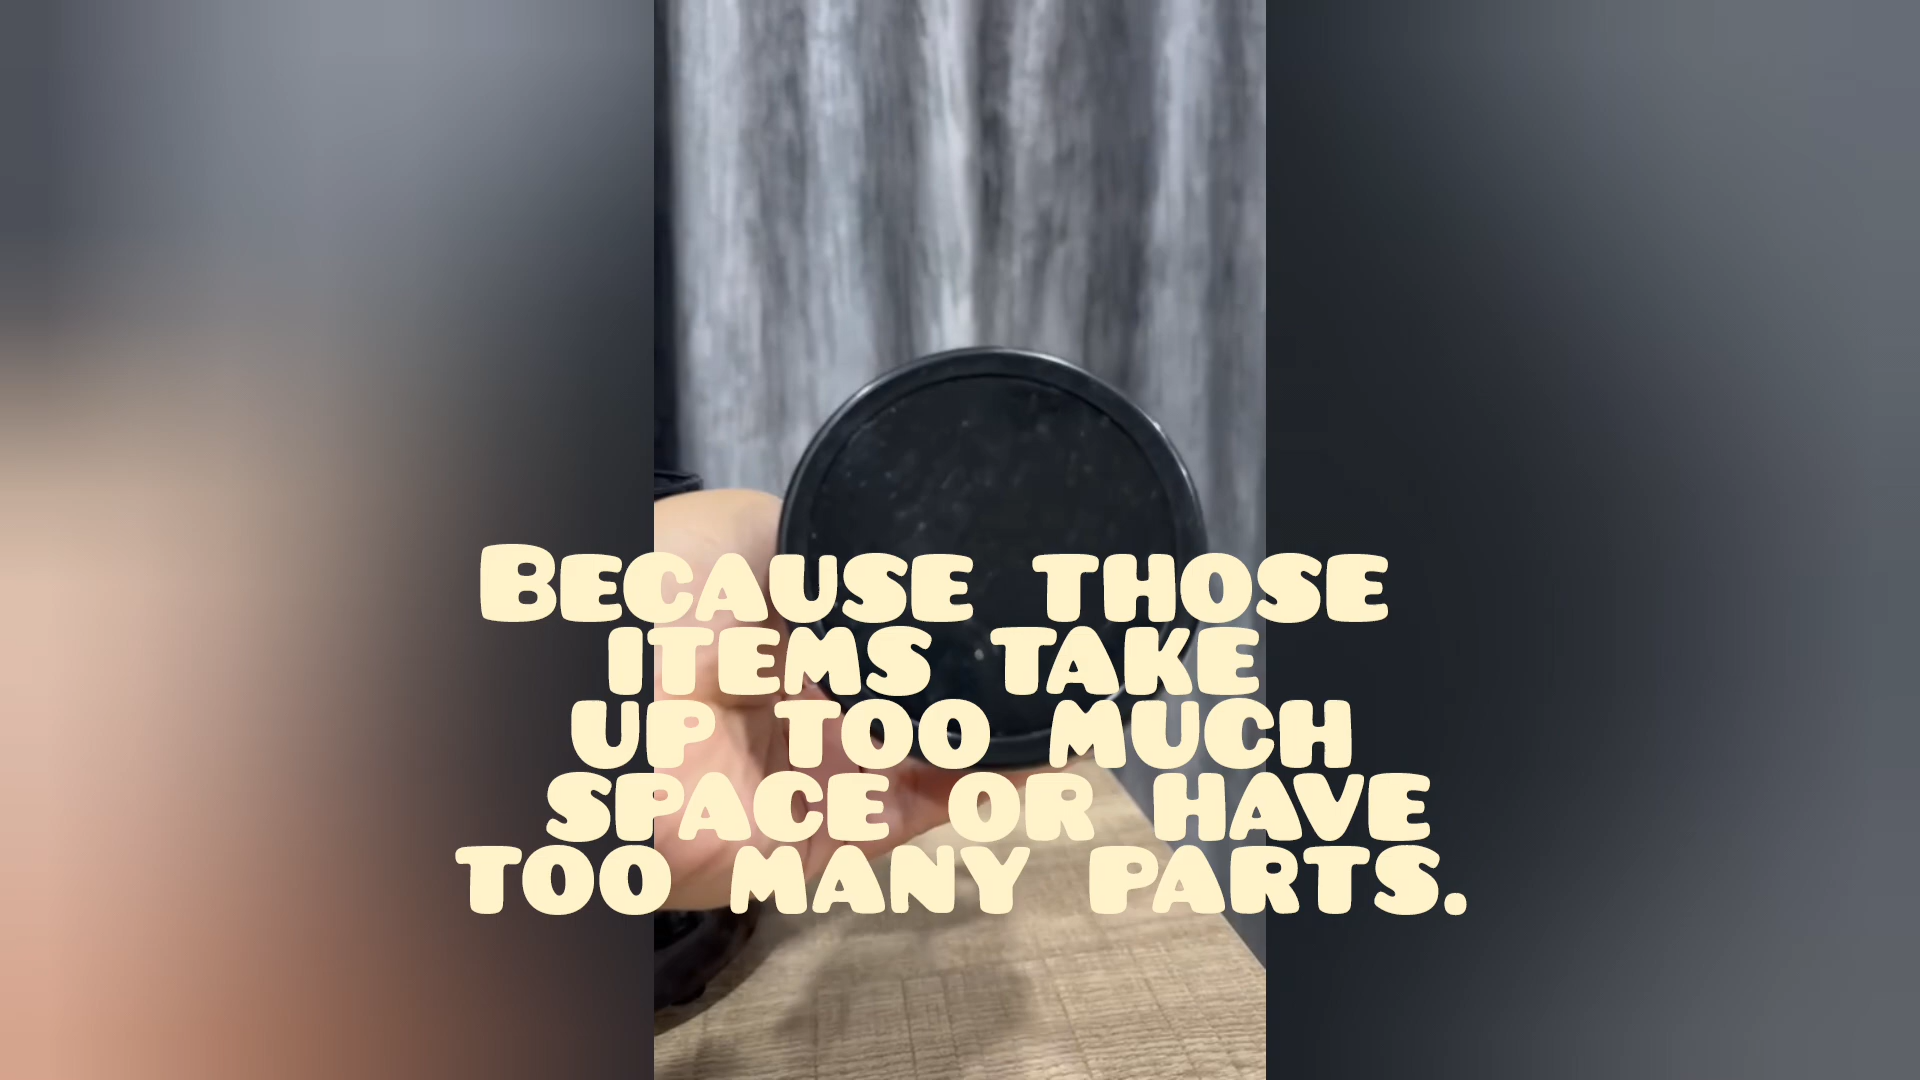 Because those
items take
up too much
space or have
too many parts.